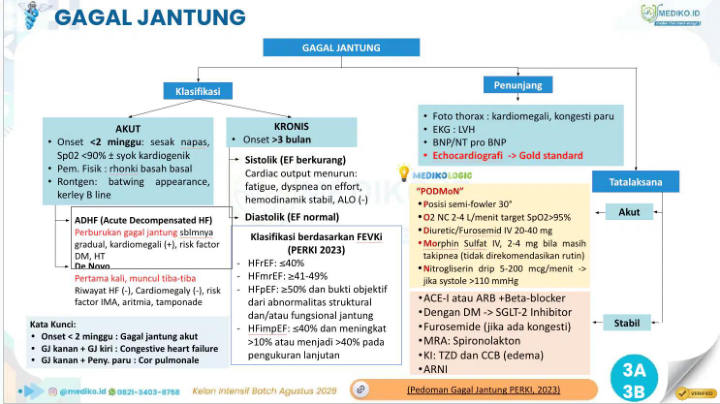 GAGAL JANTUNG
MEDIKO.ID
GAGAL JANTUNG
Klasifikasi
Penunjang
AKUT
• Onset <2 minggu: sesak napas,
Sp02 <90% ± syok kardiogenik
• Pem. Fisik : ronki basah basal
• Rontgen: batwing appearance,
kerley B line
ADHF (Acute Decompensated HF)
Perburukan gagal jantung sblmnya
gradual, kardiomegali (+), risk factor
DM, HT
De Novo
Pertama kali, muncul tiba-tiba
Riwayat HF (-), Cardiomegaly (-), risk
factor IMA, aritmia, tamponade
KRONIS
• Onset >3 bulan
Sistolik (EF berkurang)
Cardiac output menurun:
fatigue, dyspnea on effort,
hemodinamik stabil, ALO (-)
Diastolik (EF normal)
Klasifikasi berdasarkan FEVKi
(PERKI 2023)
- HFrEF: ≤40%
- HFmrEF: ≥41-49%
- HFpEF: ≥50% dan bukti objektif
dari abnormalitas struktural
dan/atau fungsional jantung
- HFimpEF: ≤40% dan meningkat
>10% atau menjadi >40% pada
pengukuran lanjutan
• Foto thorax : kardiomegali, kongesti paru
• EKG : LVH
• BNP/NT pro BNP
• Echocardiografi -> Gold standard
MEDIKOLOGIC
Tatalaksana
"PODMoN"
• Posisi semi-fowler 30°
• O2 NC 2-4 L/menit target SpO2>95%
• Diuretic/Furosemid IV 20-40 mg
• Morphin Sulfat IV, 2-4 mg bila masih
takipnea (tidak direkomendasikan rutin)
• Nitrogliserin drip 5-200 mcg/menit ->
jika systole >110 mmHg
Akut
• ACE-I atau ARB +Beta-blocker
• Dengan DM -> SGLT-2 Inhibitor
• Furosemide (jika ada kongesti)
• MRA: Spironolakton
• KI: TZD dan CCB (edema)
• ARNI
Stabil
Kata Kunci:
• Onset < 2 minggu : Gagal jantung akut
• GJ kanan + GJ kiri : Congestive heart failure
• GJ kanan + Peny. paru : Cor pulmonale
3A
3B
@mediko.id
0821-3403-8768
Kelan Intensif Batch Agustus 2025
(Pedoman Gagal Jantung PERKI, 2023)
VERIFIED